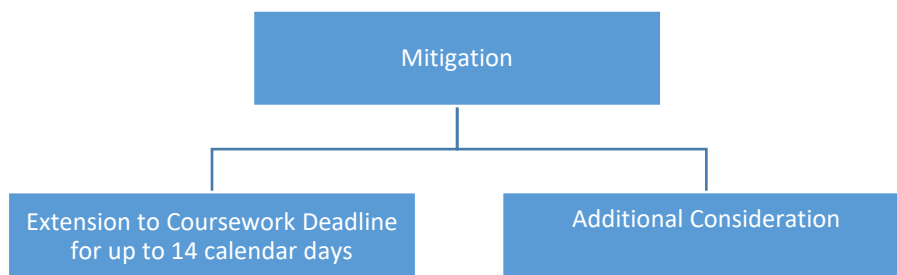 Mitigation
Extension to Coursework Deadline
for up to 14 calendar days
Additional Consideration